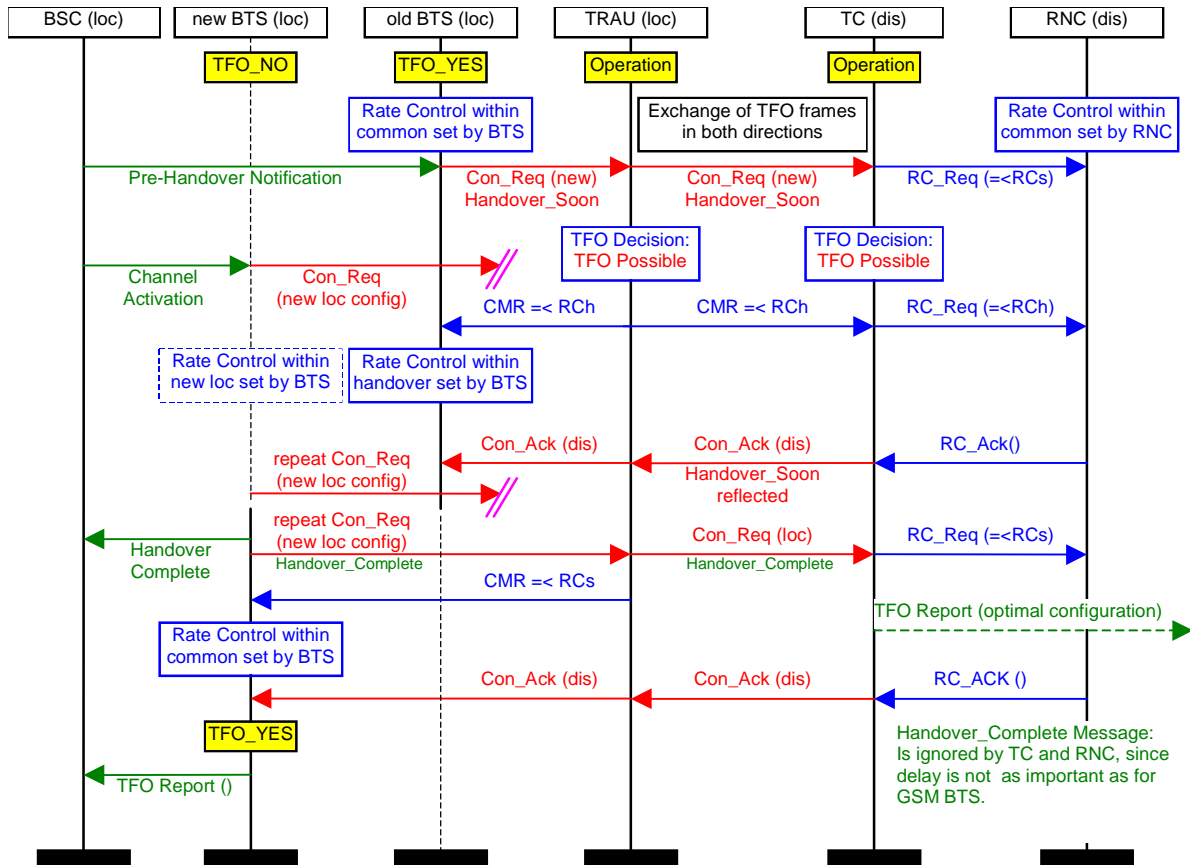 BSC (loc)
new BTS (loc)
old BTS (loc)
TRAU (loc)
TC (dis)
RNC (dis)
TFO_NO
TFO_YES
Operation
Operation
Rate Control within
common set by BTS
Exchange of TFO frames
in both directions
Rate Control within
common set by RNC
Pre-Handover Notification
Con_Req (new)
Handover_Soon
Con_Req (new)
Handover_Soon
RC_Req (=<RCs)
TFO Decision:
TFO Possible
TFO Decision:
TFO Possible
Channel
Activation
Con_Req
(new loc config)
CMR =< RCh
CMR =< RCh
RC_Req (=<RCh)
Rate Control within
new loc set by BTS
Rate Control within
handover set by BTS
Con_Ack (dis)
Con_Ack (dis)
RC_Ack()
Handover_Soon
reflected
repeat Con_Req
(new loc config)
repeat Con_Req
(new loc config)
Handover_Complete
Handover
Complete
Con_Req (loc)
Handover_Complete
RC_Req (=<RCs)
CMR =< RCs
TFO Report (optimal configuration)
Rate Control within
common set by BTS
Con_Ack (dis)
Con_Ack (dis)
RC_ACK ()
TFO_YES
Handover_Complete Message:
Is ignored by TC and RNC, since
delay is not as important as for
GSM BTS.
TFO Report ()